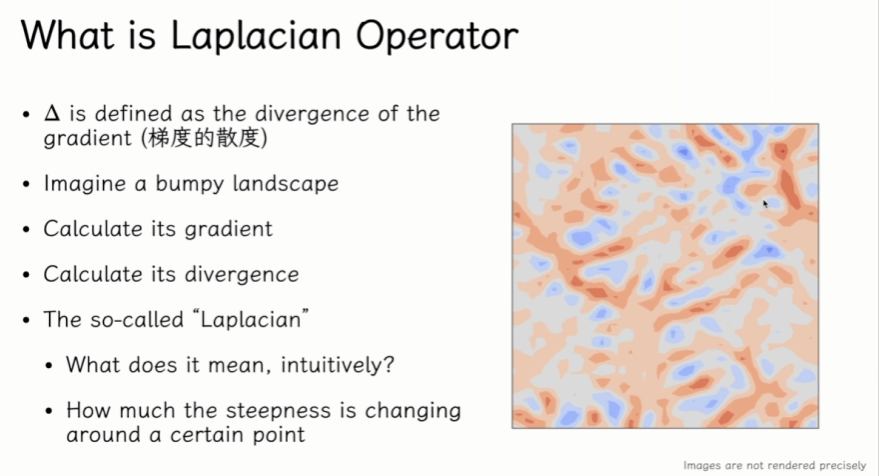 What is Laplacian Operator
• Δ is defined as the divergence of the
gradient (梯度的散度)
• Imagine a bumpy landscape
• Calculate its gradient
• Calculate its divergence
• The so-called “Laplacian”
• What does it mean, intuitively?
• How much the steepness is changing
around a certain point
Images are not rendered precisely